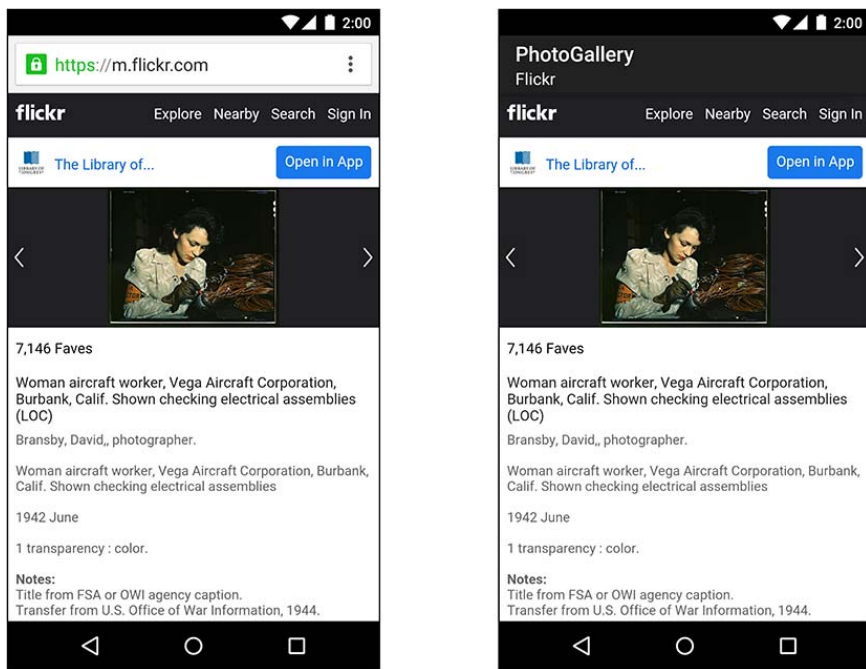 2:00
https://m.flickr.com
flickr Explore Nearby Search Sign In
The Library of... Open in App
7,146 Faves
Woman aircraft worker, Vega Aircraft Corporation,
Burbank, Calif. Shown checking electrical assemblies
(LOC)
Bransby, David,, photographer.
Woman aircraft worker, Vega Aircraft Corporation, Burbank,
Calif. Shown checking electrical assemblies
1942 June
1 transparency : color.
Notes:
Title from FSA or OWI agency caption.
Transfer from U.S. Office of War Information, 1944.
2:00
PhotoGallery
Flickr
flickr Explore Nearby Search Sign In
The Library of... Open in App
7,146 Faves
Woman aircraft worker, Vega Aircraft Corporation,
Burbank, Calif. Shown checking electrical assemblies
(LOC)
Bransby, David,, photographer.
Woman aircraft worker, Vega Aircraft Corporation, Burbank,
Calif. Shown checking electrical assemblies
1942 June
1 transparency : color.
Notes:
Title from FSA or OWI agency caption.
Transfer from U.S. Office of War Information, 1944.